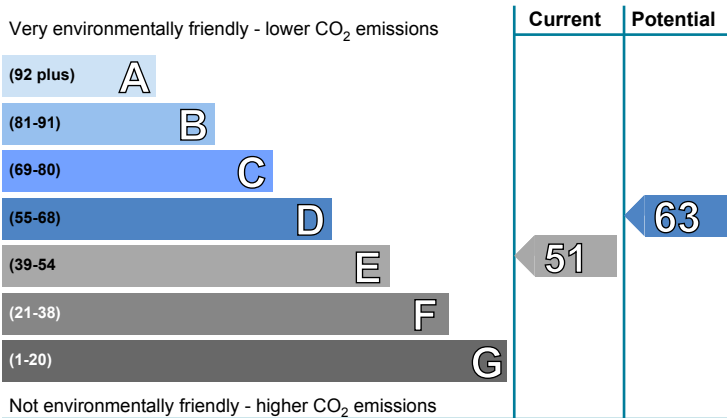 Very environmentally friendly - lower CO₂ emissions
Current
Potential
(92 plus) A
(81-91) B
(69-80) C
(55-68) D
63
(39-54 E
51
(21-38) F
(1-20) G
Not environmentally friendly - higher CO₂ emissions